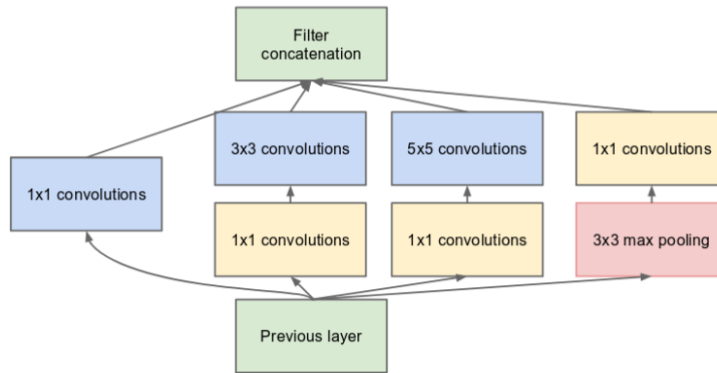 Filter
concatenation
3x3 convolutions
5x5 convolutions
1x1 convolutions
1x1 convolutions
1x1 convolutions
1x1 convolutions
3x3 max pooling
Previous layer